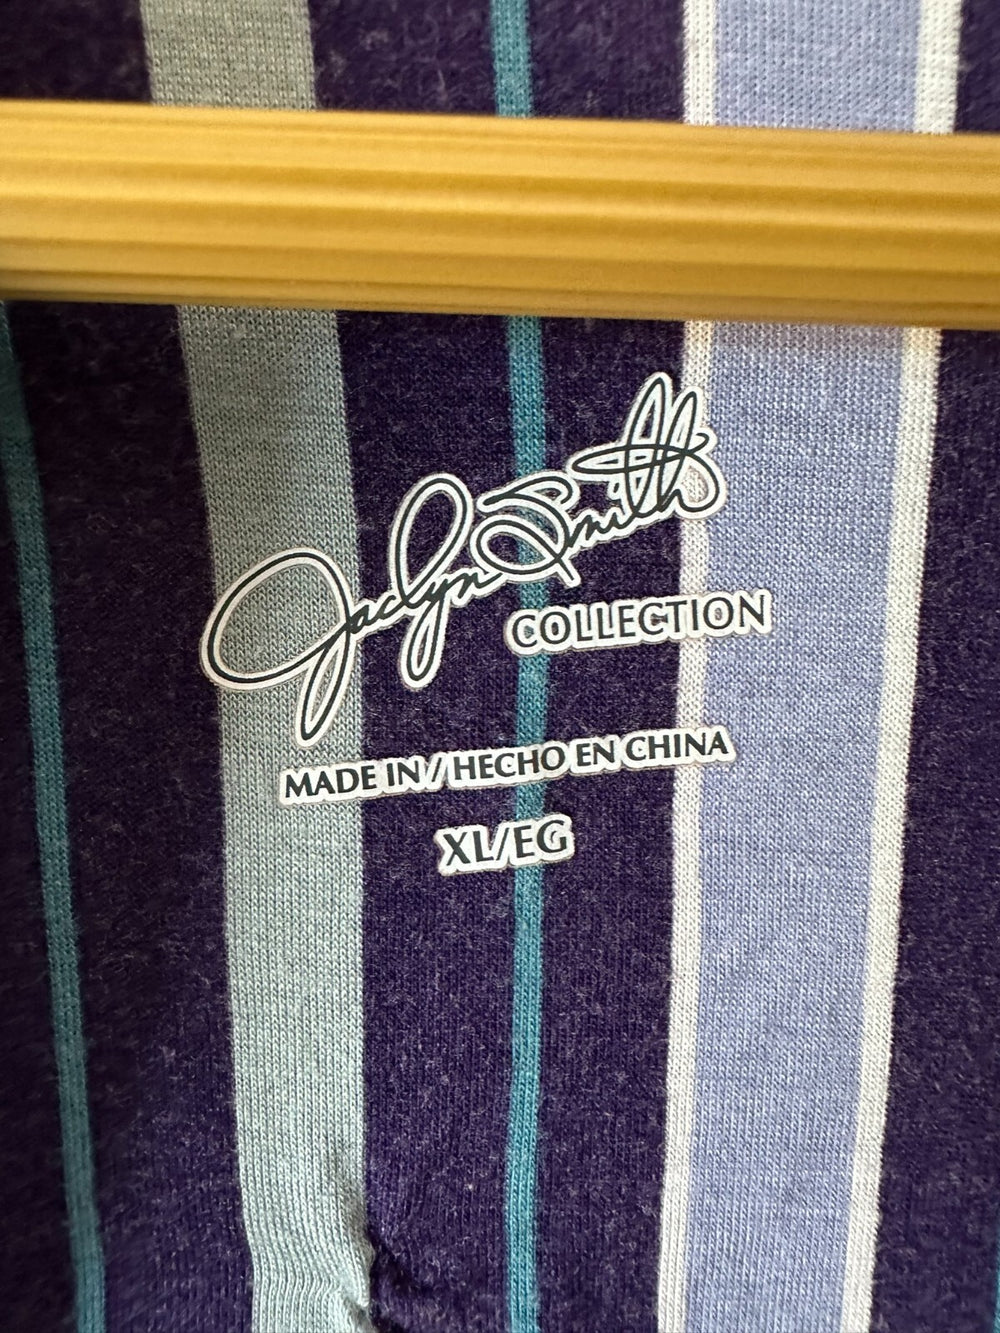 Jaclyn Smith
COLLECTION
MADE IN / HECHO EN CHINA
XL/EG